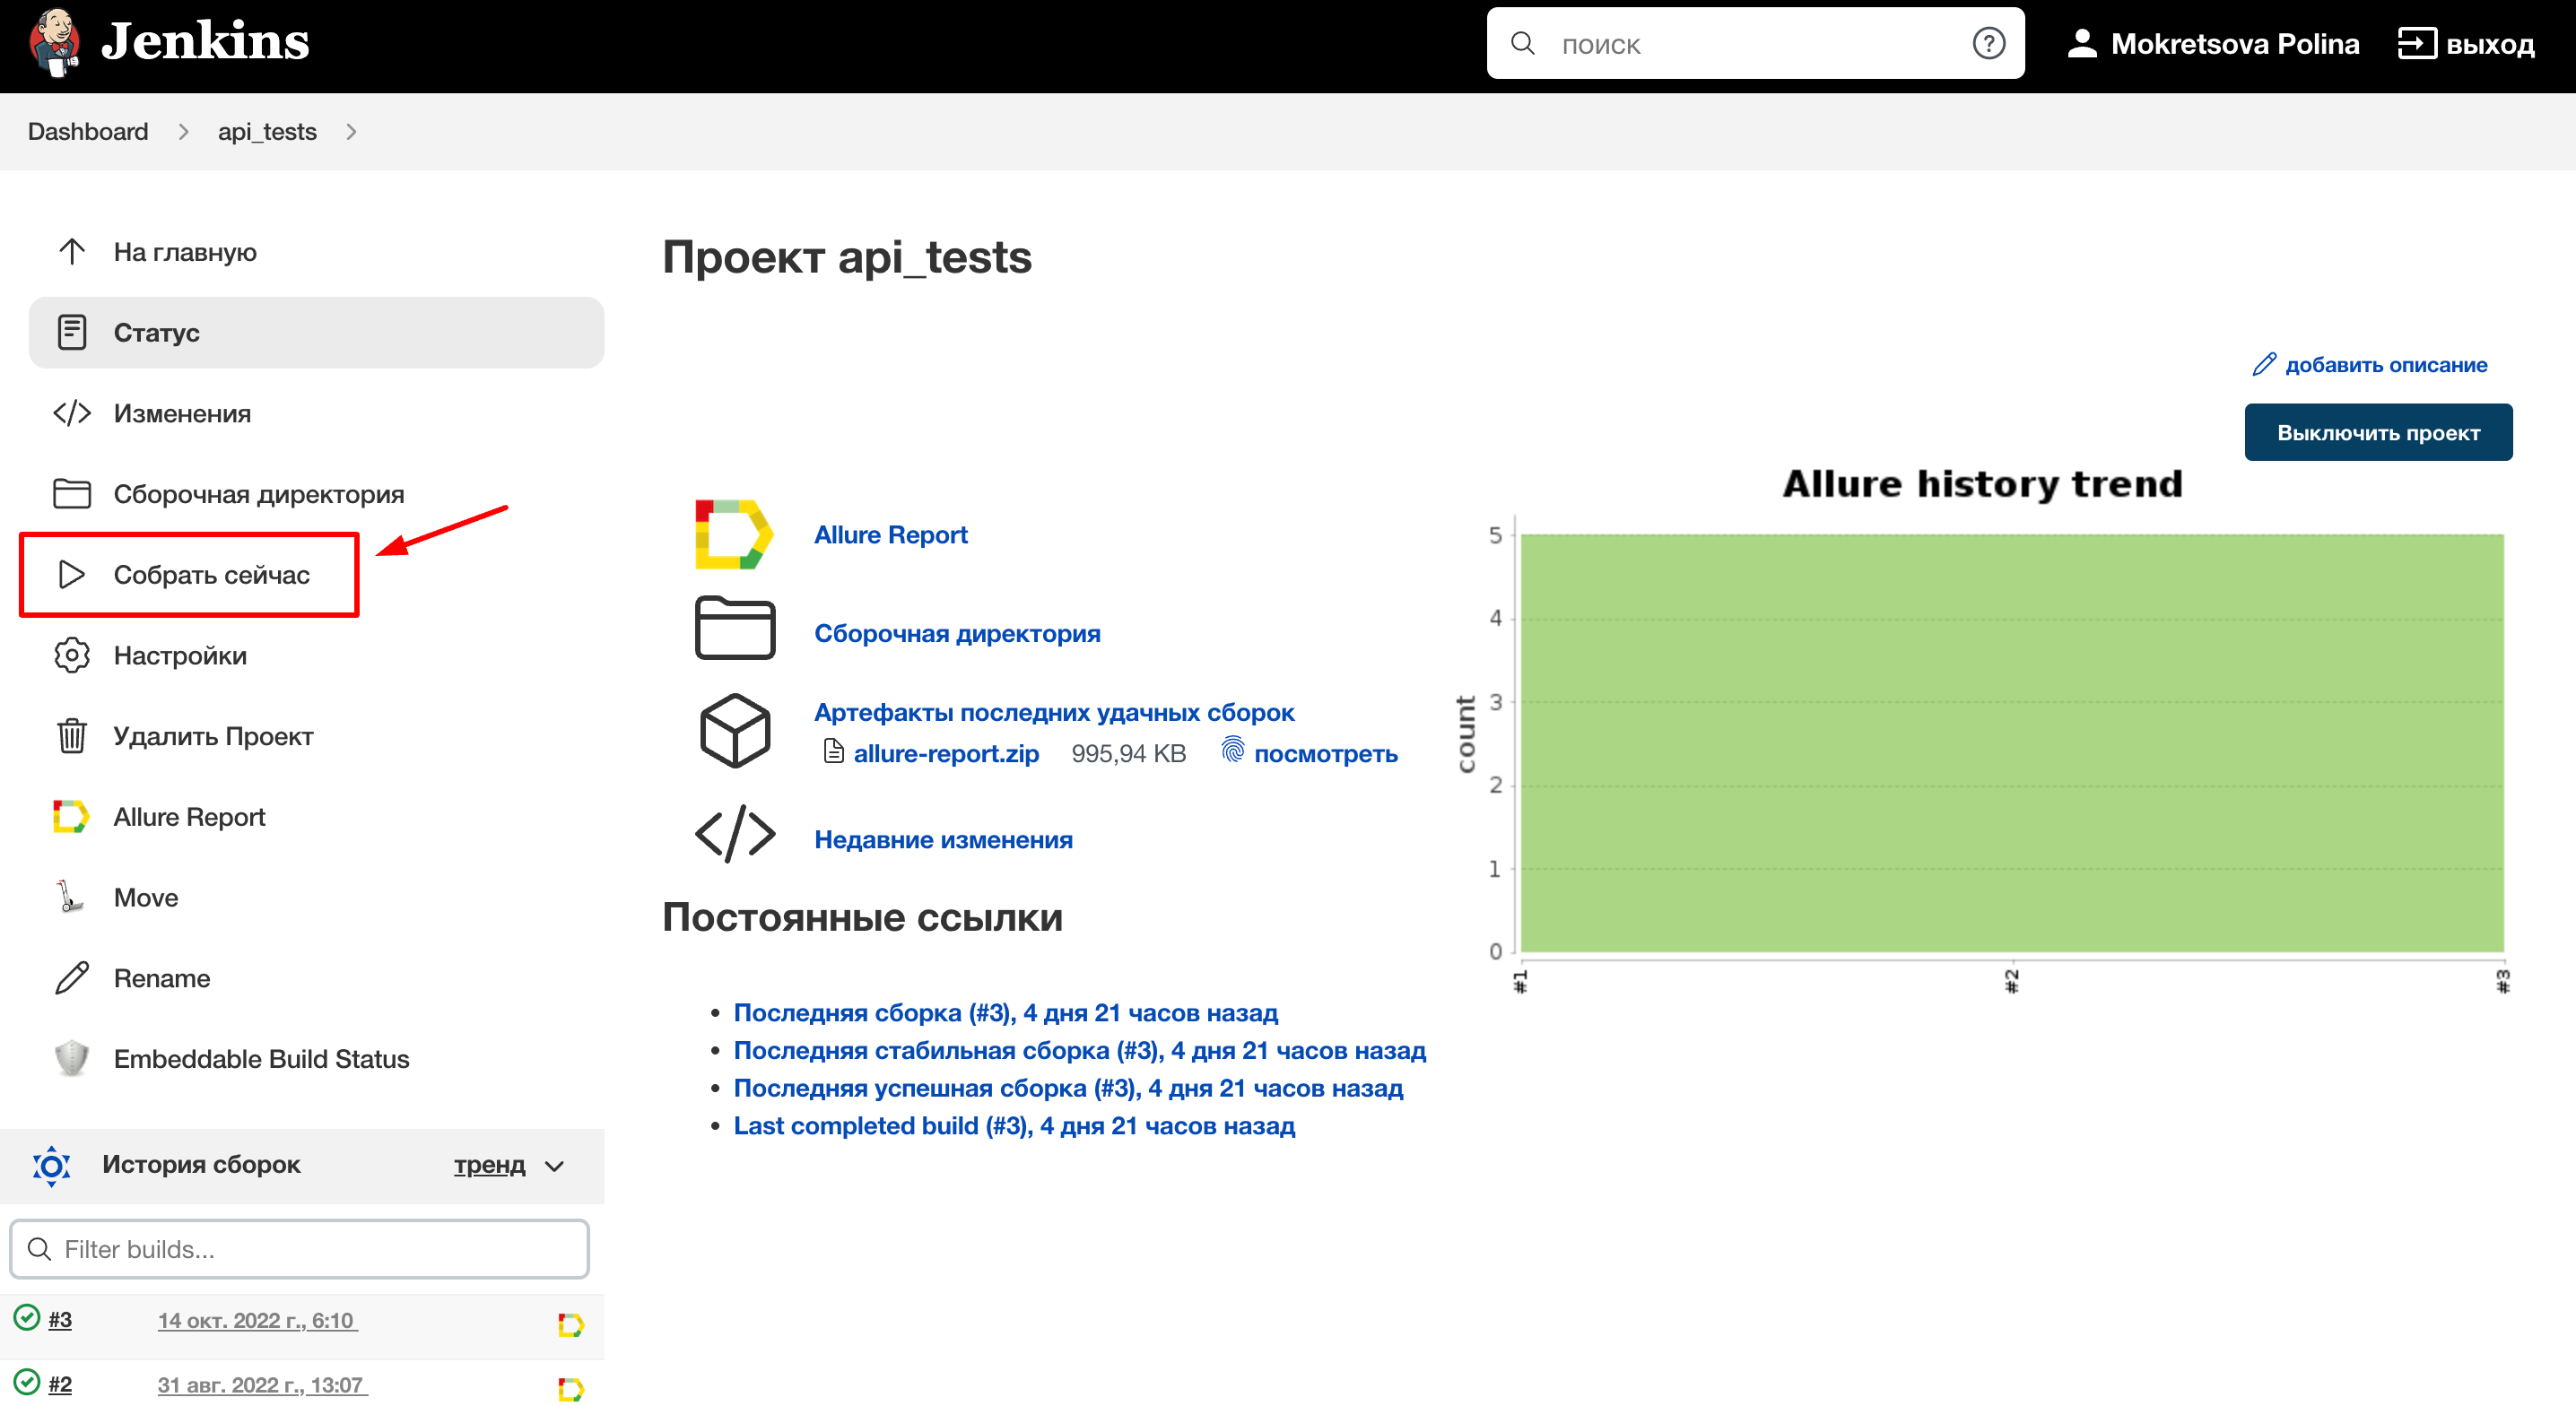 Jenkins
поиск
Mokretsova Polina
выход
Dashboard
api_tests
На главную
Статус
Изменения
Сборочная директория
Собрать сейчас
Настройки
Удалить Проект
Allure Report
Move
Rename
Embeddable Build Status
История сборок
тренд
Filter builds...
#3 14 окт. 2022 г., 6:10
#2 31 авг. 2022 г., 13:07
Проект api_tests
добавить описание
Выключить проект
Allure Report
Сборочная директория
Артефакты последних удачных сборок
allure-report.zip 995,94 KB посмотреть
Недавние изменения
Allure history trend
count
5
4
3
2
1
0
#1 #2 #3
Постоянные ссылки
Последняя сборка (#3), 4 дня 21 часов назад
Последняя стабильная сборка (#3), 4 дня 21 часов назад
Последняя успешная сборка (#3), 4 дня 21 часов назад
Last completed build (#3), 4 дня 21 часов назад